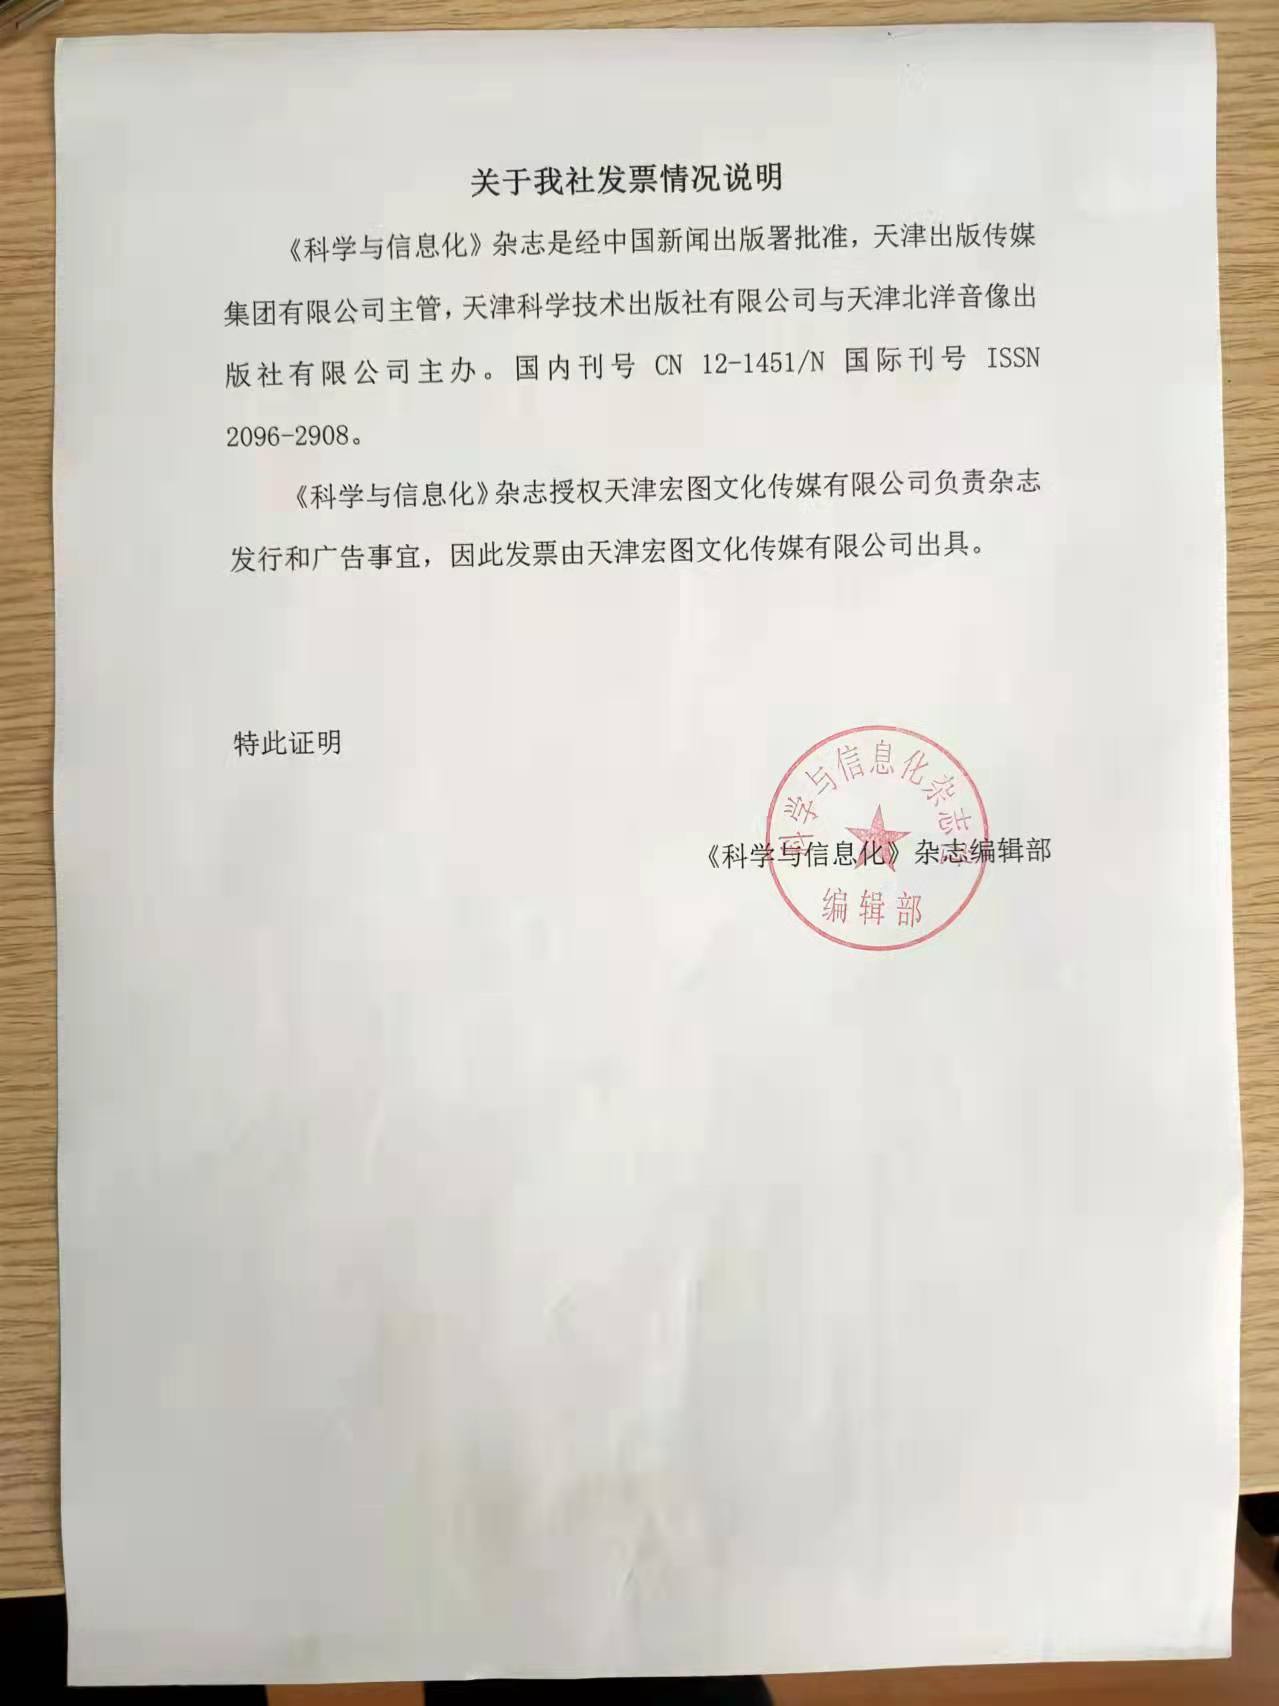 关于我社发票情况说明
《科学与信息化》杂志是经中国新闻出版署批准，天津出版传媒
集团有限公司主管，天津科学技术出版社有限公司与天津北洋音像出
版社有限公司主办。国内刊号 CN 12-1451/N 国际刊号 ISSN
2096-2908。
《科学与信息化》杂志授权天津宏图文化传媒有限公司负责杂志
发行和广告事宜，因此发票由天津宏图文化传媒有限公司出具。
特此证明
科学与信息化杂志
《科学与信息化》杂志编辑部
编辑部